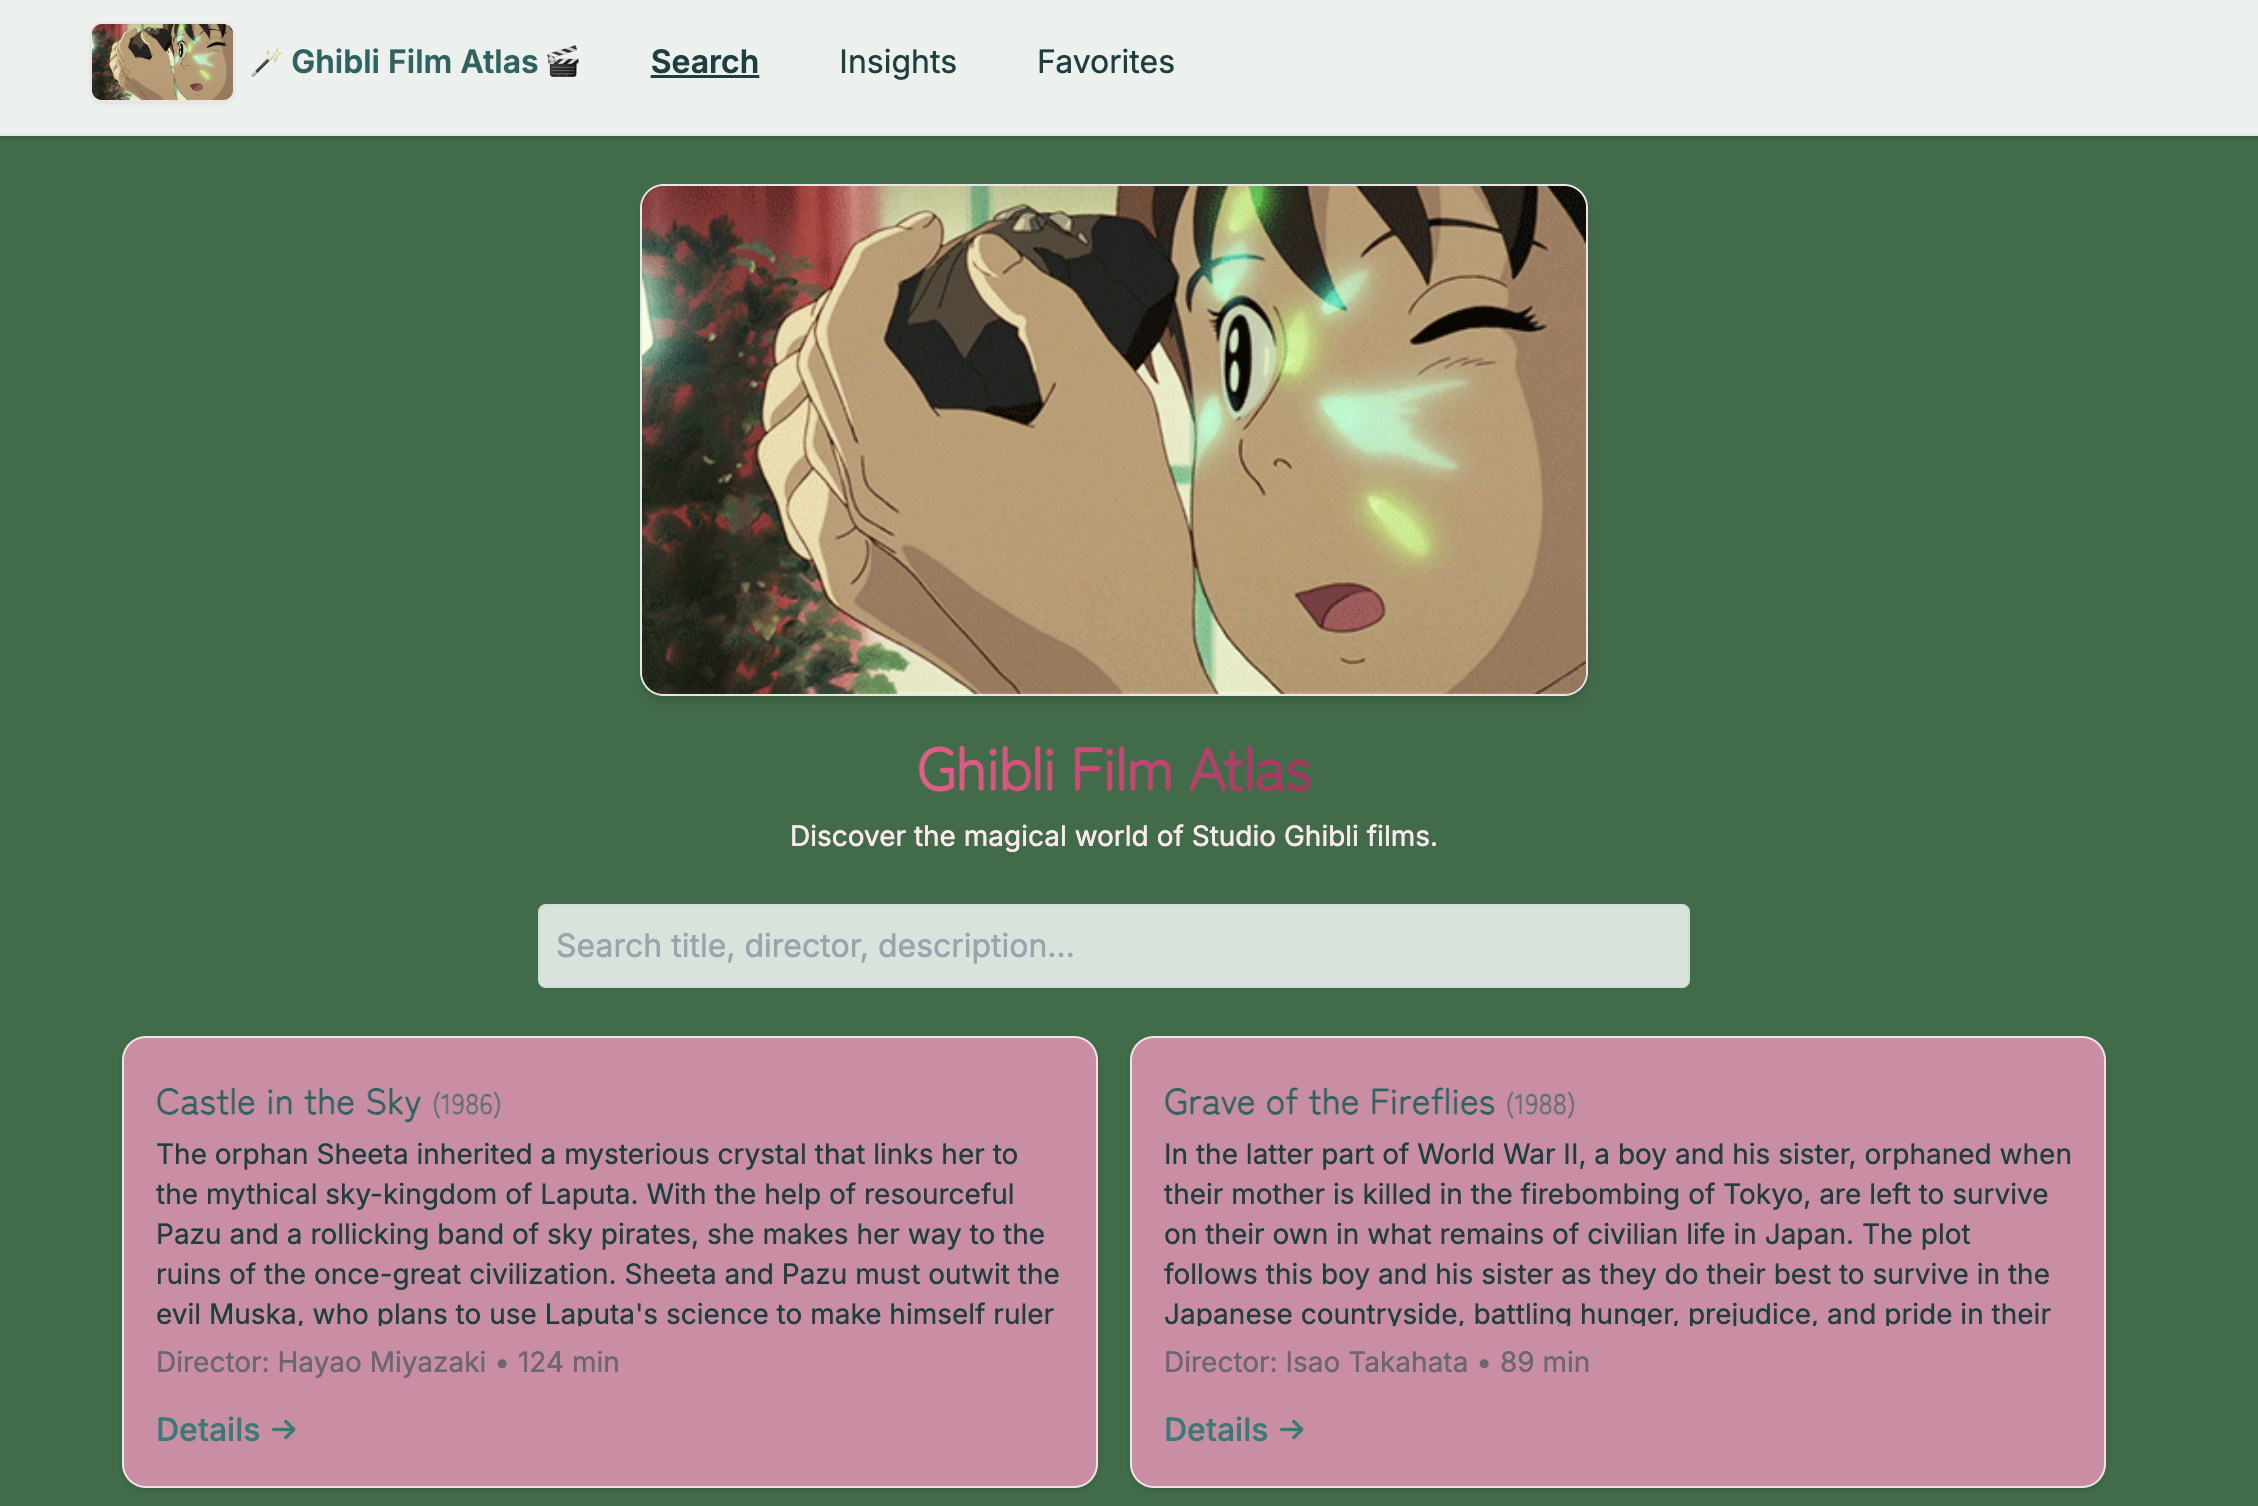 🪄 Ghibli Film Atlas 🎬 Search Insights Favorites
Ghibli Film Atlas
Discover the magical world of Studio Ghibli films.
Search title, director, description...
Castle in the Sky (1986)
The orphan Sheeta inherited a mysterious crystal that links her to
the mythical sky-kingdom of Laputa. With the help of resourceful
Pazu and a rollicking band of sky pirates, she makes her way to the
ruins of the once-great civilization. Sheeta and Pazu must outwit the
evil Muska, who plans to use Laputa's science to make himself ruler
Director: Hayao Miyazaki • 124 min
Details →
Grave of the Fireflies (1988)
In the latter part of World War II, a boy and his sister, orphaned when
their mother is killed in the firebombing of Tokyo, are left to survive
on their own in what remains of civilian life in Japan. The plot
follows this boy and his sister as they do their best to survive in the
Japanese countryside, battling hunger, prejudice, and pride in their
Director: Isao Takahata • 89 min
Details →